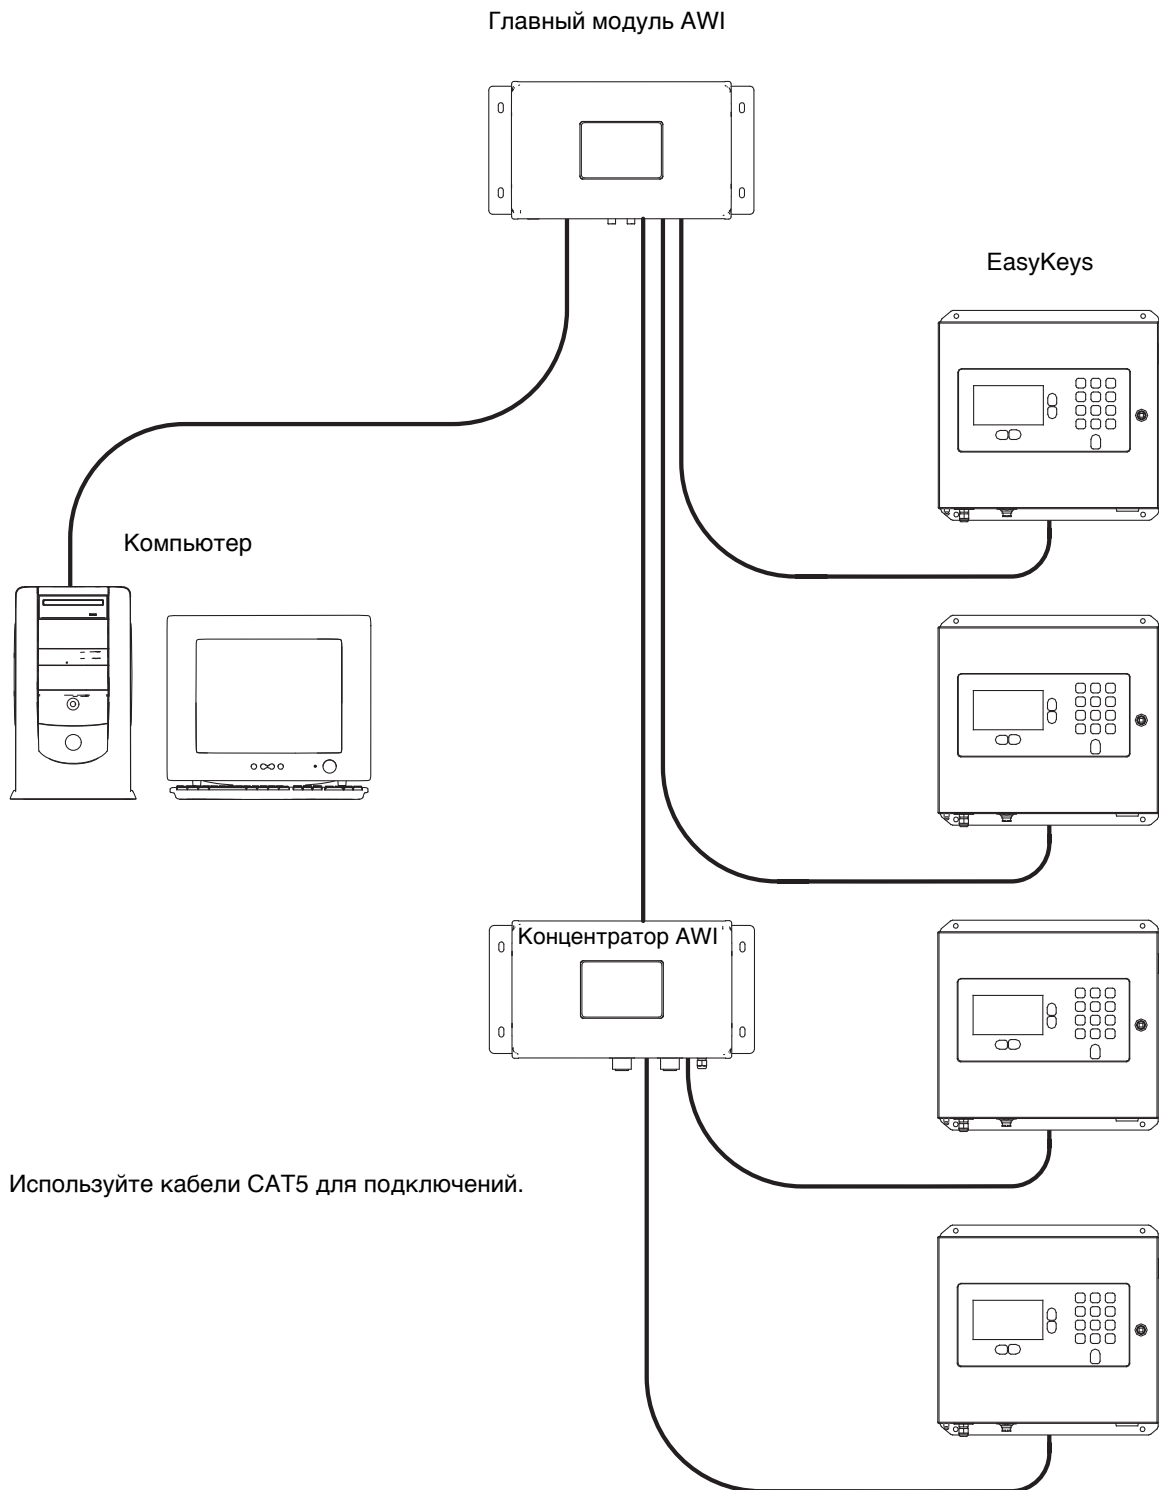 Главный модуль AWI
EasyKeys
Компьютер
Концентратор AWI
Используйте кабели CAT5 для подключений.